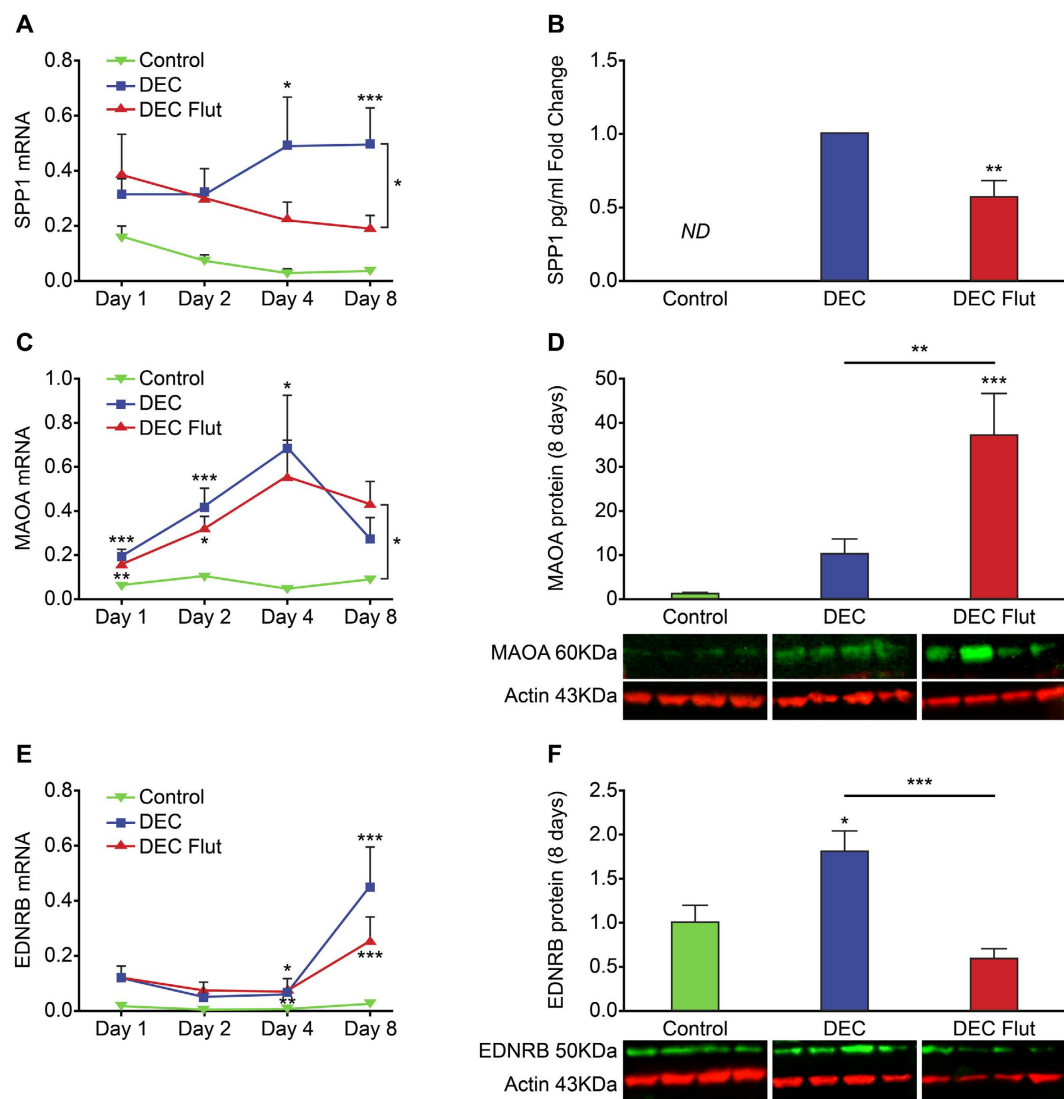 A
SPP1 mRNA
0.8
0.6
0.4
0.2
0.0
Control
DEC
DEC Flut
*
***
*
Day 1 Day 2 Day 4 Day 8
B
SPP1 pg/ml Fold Change
1.5
1.0
0.5
0.0
ND
**
Control DEC DEC Flut
C
MAOA mRNA
1.0
0.8
0.6
0.4
0.2
0.0
Control
DEC
DEC Flut
*
***
*
***
**
*
Day 1 Day 2 Day 4 Day 8
D
MAOA protein (8 days)
50
40
30
20
10
0
**
***
Control DEC DEC Flut
MAOA 60KDa
Actin 43KDa
E
EDNRB mRNA
0.8
0.6
0.4
0.2
0.0
Control
DEC
DEC Flut
***
***
*
**
Day 1 Day 2 Day 4 Day 8
F
EDNRB protein (8 days)
2.5
2.0
1.5
1.0
0.5
0.0
***
*
Control DEC DEC Flut
EDNRB 50KDa
Actin 43KDa